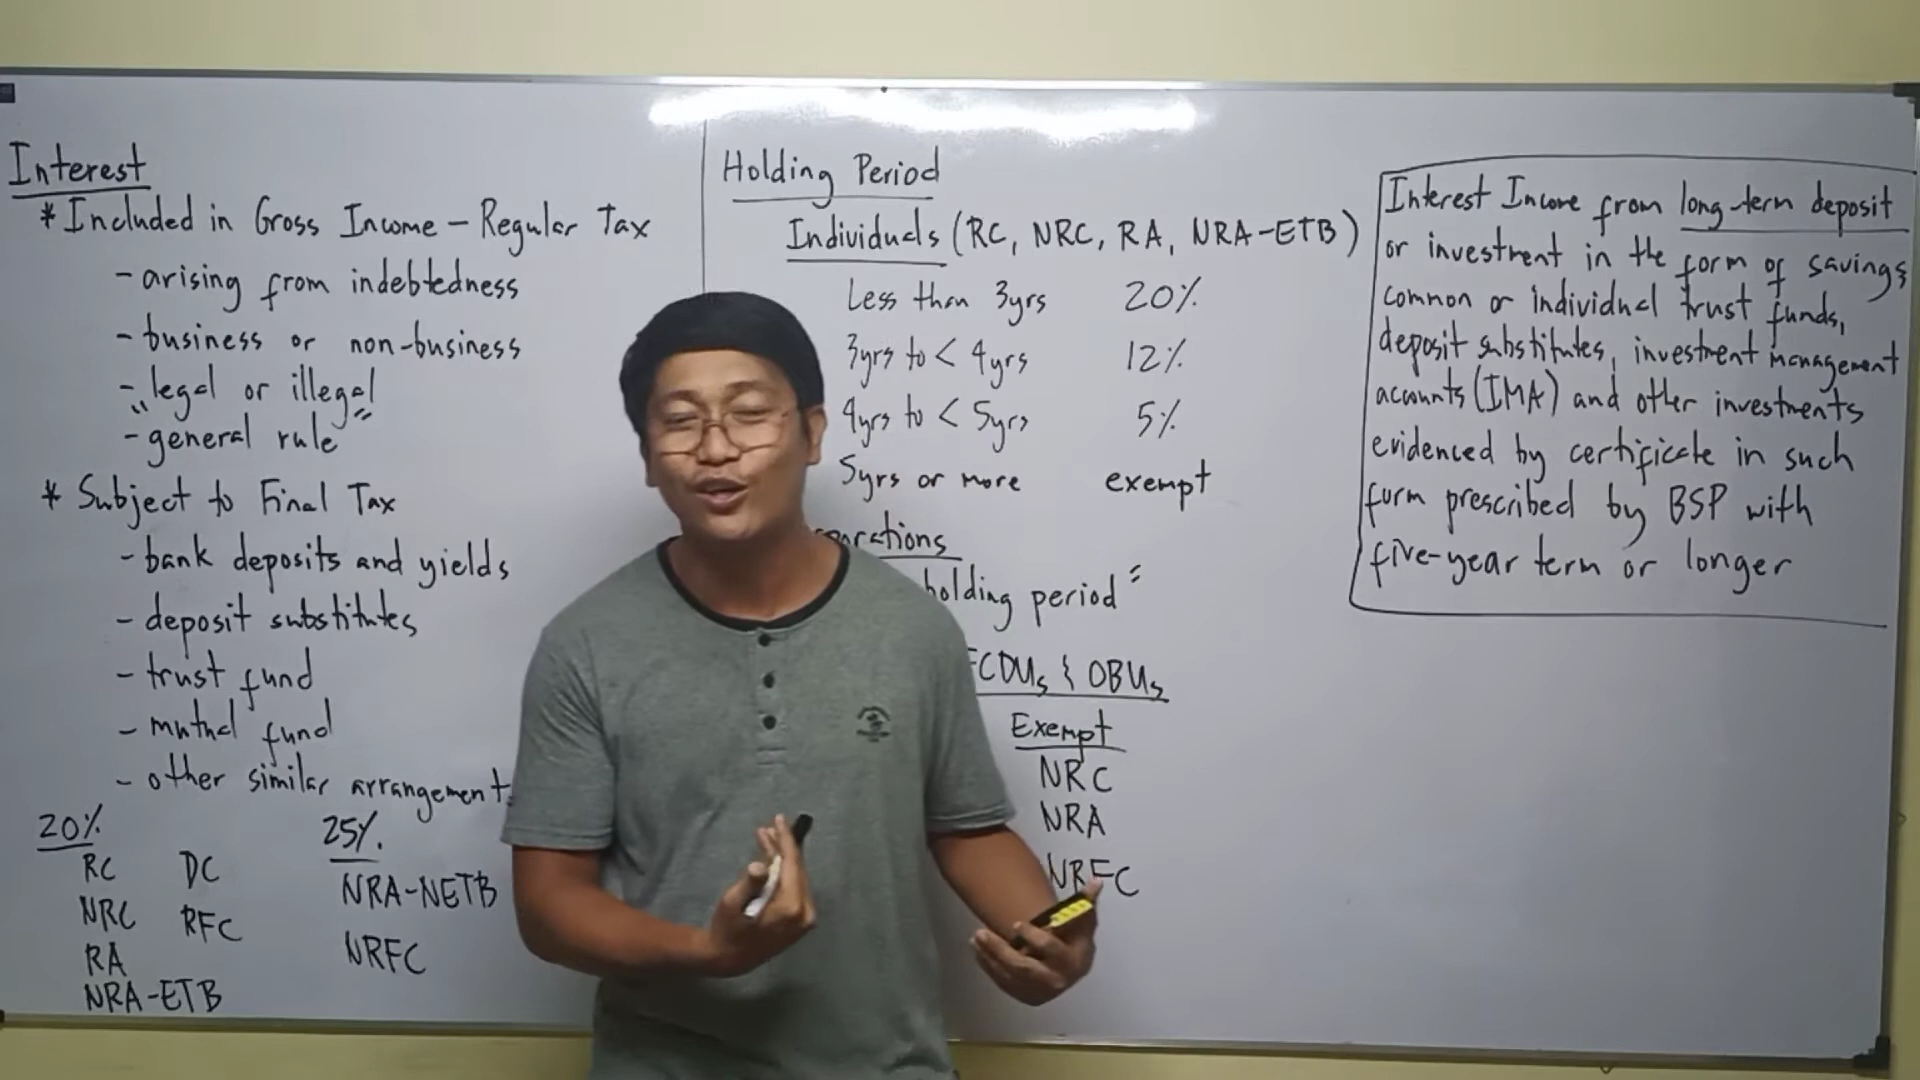 Interest
* Included in Gross Income - Regular Tax
- arising from indebtedness
- business or non-business
- legal or illegal
- "general rule"
* Subject to Final Tax
- bank deposits and yields
- deposit substitutes
- trust fund
- mutual fund
- other similar arrangements
20%
RC DC
NRC RFC
RA
NRA-ETB
25%.
NRA-NETB
NRFC
Holding Period
Individuals (RC, NRC, RA, NRA-ETB)
Less than 3yrs 20%
3yrs to < 4yrs 12%
4yrs to < 5yrs 5%
5yrs or more exempt
holding period"
FCDUs & OBUs
Exempt
NRC
NRA
NRFC
Interest Income from long-term deposit
or investment in the form of savings
common or individual trust funds,
deposit substitutes, investment management
accounts (IMA) and other investments
evidenced by certificate in such
form prescribed by BSP with
five-year term or longer